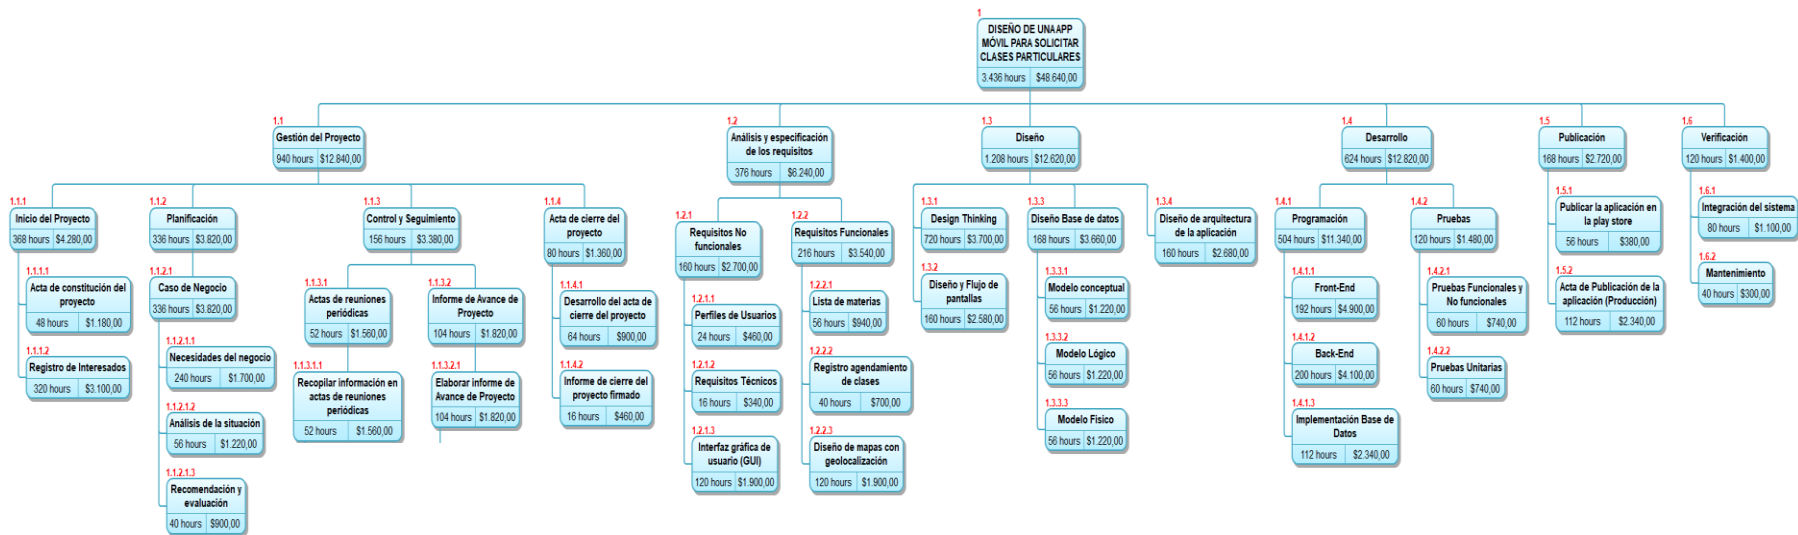 1
DISEÑO DE UNA APP
MÓVIL PARA SOLICITAR
CLASES PARTICULARES
3.436 hours $48.640,00
1.1
Gestión del Proyecto
940 hours $12.840,00
1.2
Análisis y especificación
de los requisitos
376 hours $6.240,00
1.3
Diseño
1.208 hours $12.620,00
1.4
Desarrollo
624 hours $12.820,00
1.5
Publicación
168 hours $2.720,00
1.6
Verificación
120 hours $1.400,00
1.1.1
Inicio del Proyecto
368 hours $4.280,00
1.1.1.1
Acta de constitución del
proyecto
48 hours $1.180,00
1.1.1.2
Registro de Interesados
320 hours $3.100,00
1.1.2
Planificación
336 hours $3.820,00
1.1.2.1
Caso de Negocio
336 hours $3.820,00
1.1.2.1.1
Necesidades del negocio
240 hours $1.700,00
1.1.2.1.2
Análisis de la situación
56 hours $1.220,00
1.1.2.1.3
Recomendación y
evaluación
40 hours $900,00
1.1.3
Control y Seguimiento
156 hours $3.380,00
1.1.3.1
Actas de reuniones
periódicas
52 hours $1.560,00
1.1.3.1.1
Recopilar información en
actas de reuniones
periódicas
52 hours $1.560,00
1.1.3.2
Informe de Avance de
Proyecto
104 hours $1.820,00
1.1.3.2.1
Elaborar informe de
Avance de Proyecto
104 hours $1.820,00
1.1.4
Acta de cierre del
proyecto
80 hours $1.360,00
1.1.4.1
Desarrollo del acta de
cierre del proyecto
64 hours $900,00
1.1.4.2
Informe de cierre del
proyecto firmado
16 hours $460,00
1.2.1
Requisitos No
funcionales
160 hours $2.700,00
1.2.1.1
Perfiles de Usuarios
24 hours $460,00
1.2.1.2
Requisitos Técnicos
16 hours $340,00
1.2.1.3
Interfaz gráfica de
usuario (GUI)
120 hours $1.900,00
1.2.2
Requisitos Funcionales
216 hours $3.540,00
1.2.2.1
Lista de materias
56 hours $940,00
1.2.2.2
Registro agendamiento
de clases
40 hours $700,00
1.2.2.3
Diseño de mapas con
geolocalización
120 hours $1.900,00
1.3.1
Design Thinking
720 hours $3.700,00
1.3.2
Diseño y Flujo de
pantallas
160 hours $2.580,00
1.3.3
Diseño Base de datos
168 hours $3.660,00
1.3.3.1
Modelo conceptual
56 hours $1.220,00
1.3.3.2
Modelo Lógico
56 hours $1.220,00
1.3.3.3
Modelo Físico
56 hours $1.220,00
1.3.4
Diseño de arquitectura
de la aplicación
160 hours $2.680,00
1.4.1
Programación
504 hours $11.340,00
1.4.1.1
Front-End
192 hours $4.900,00
1.4.1.2
Back-End
200 hours $4.100,00
1.4.1.3
Implementación Base de
Datos
112 hours $2.340,00
1.4.2
Pruebas
120 hours $1.480,00
1.4.2.1
Pruebas Funcionales y
No funcionales
60 hours $740,00
1.4.2.2
Pruebas Unitarias
60 hours $740,00
1.5.1
Publicar la aplicación en
la play store
56 hours $380,00
1.5.2
Acta de Publicación de la
aplicación (Producción)
112 hours $2.340,00
1.6.1
Integración del sistema
80 hours $1.100,00
1.6.2
Mantenimiento
40 hours $300,00